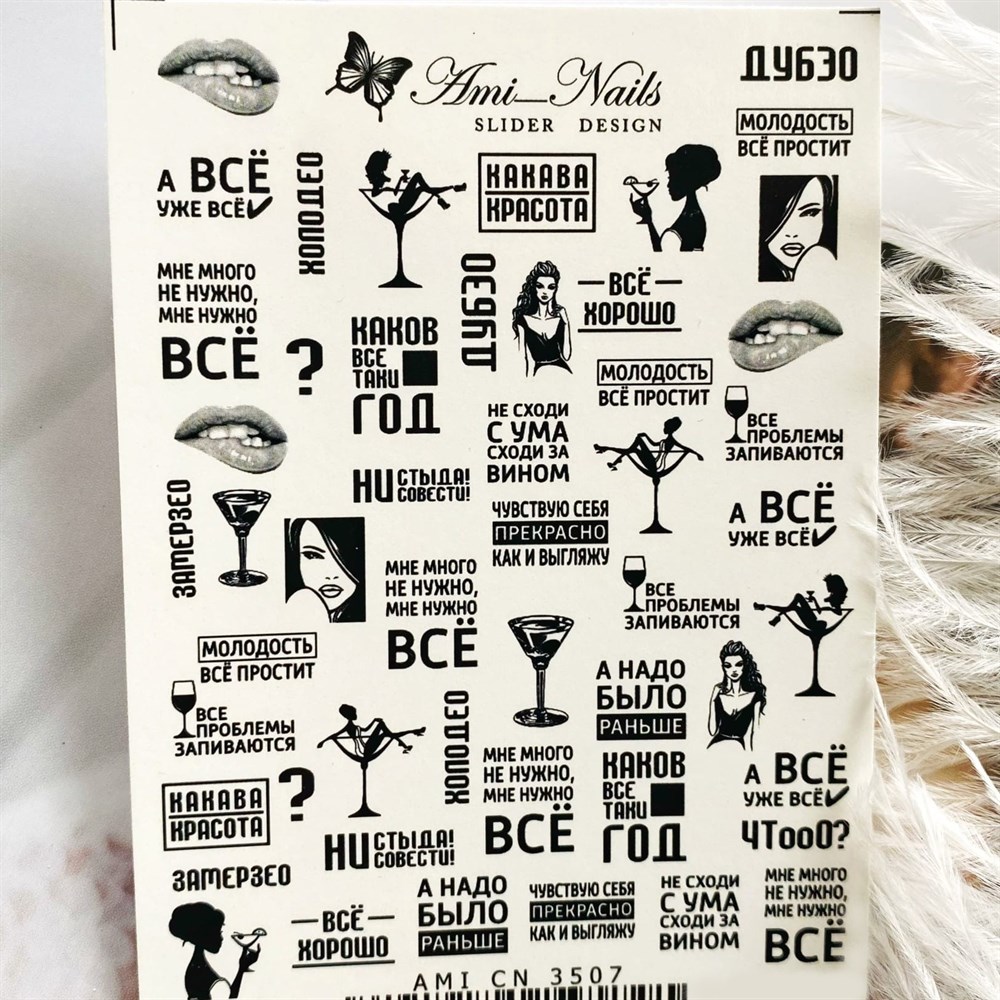 Ami_Nails
SLIDER DESIGN
ДУБЭО
МОЛОДОСТЬ
ВСЁ ПРОСТИТ
А ВСЁ
УЖЕ ВСЁ
ХОЛОДЕО
КАКАВА
КРАСОТА
МНЕ МНОГО
НЕ НУЖНО,
МНЕ НУЖНО
ВСЁ
?
КАКОВ
ВСЕ
ТАКИ
ГОД
ДУБЭО
ВСЁ
ХОРОШО
МОЛОДОСТЬ
ВСЁ ПРОСТИТ
НЕ СХОДИ
С УМА
СХОДИ ЗА
ВИНОМ
ВСЕ
ПРОБЛЕМЫ
ЗАПИВАЮТСЯ
ЗАМЕРЗЕО
НИ СТЫДА!
СОВЕСТИ!
ЧУВСТВУЮ СЕБЯ
ПРЕКРАСНО
КАК И ВЫГЛЯЖУ
А ВСЁ
УЖЕ ВСЁ
МНЕ МНОГО
НЕ НУЖНО,
МНЕ НУЖНО
ВСЁ
ВСЕ
ПРОБЛЕМЫ
ЗАПИВАЮТСЯ
МОЛОДОСТЬ
ВСЁ ПРОСТИТ
А НАДО
БЫЛО
РАНЬШЕ
ВСЕ
ПРОБЛЕМЫ
ЗАПИВАЮТСЯ
ХОЛОДЕО
МНЕ МНОГО
НЕ НУЖНО,
МНЕ НУЖНО
ВСЁ
КАКОВ
ВСЕ
ТАКИ
ГОД
А ВСЁ
УЖЕ ВСЁ
КАКАВА
КРАСОТА
?
НИ СТЫДА!
СОВЕСТИ!
ЧТооО?
ЗАМЕРЗЕО
ВСЁ
ХОРОШО
А НАДО
БЫЛО
РАНЬШЕ
ЧУВСТВУЮ СЕБЯ
ПРЕКРАСНО
КАК И ВЫГЛЯЖУ
НЕ СХОДИ
С УМА
СХОДИ ЗА
ВИНОМ
МНЕ МНОГО
НЕ НУЖНО,
МНЕ НУЖНО
ВСЁ
AMI CN 3507